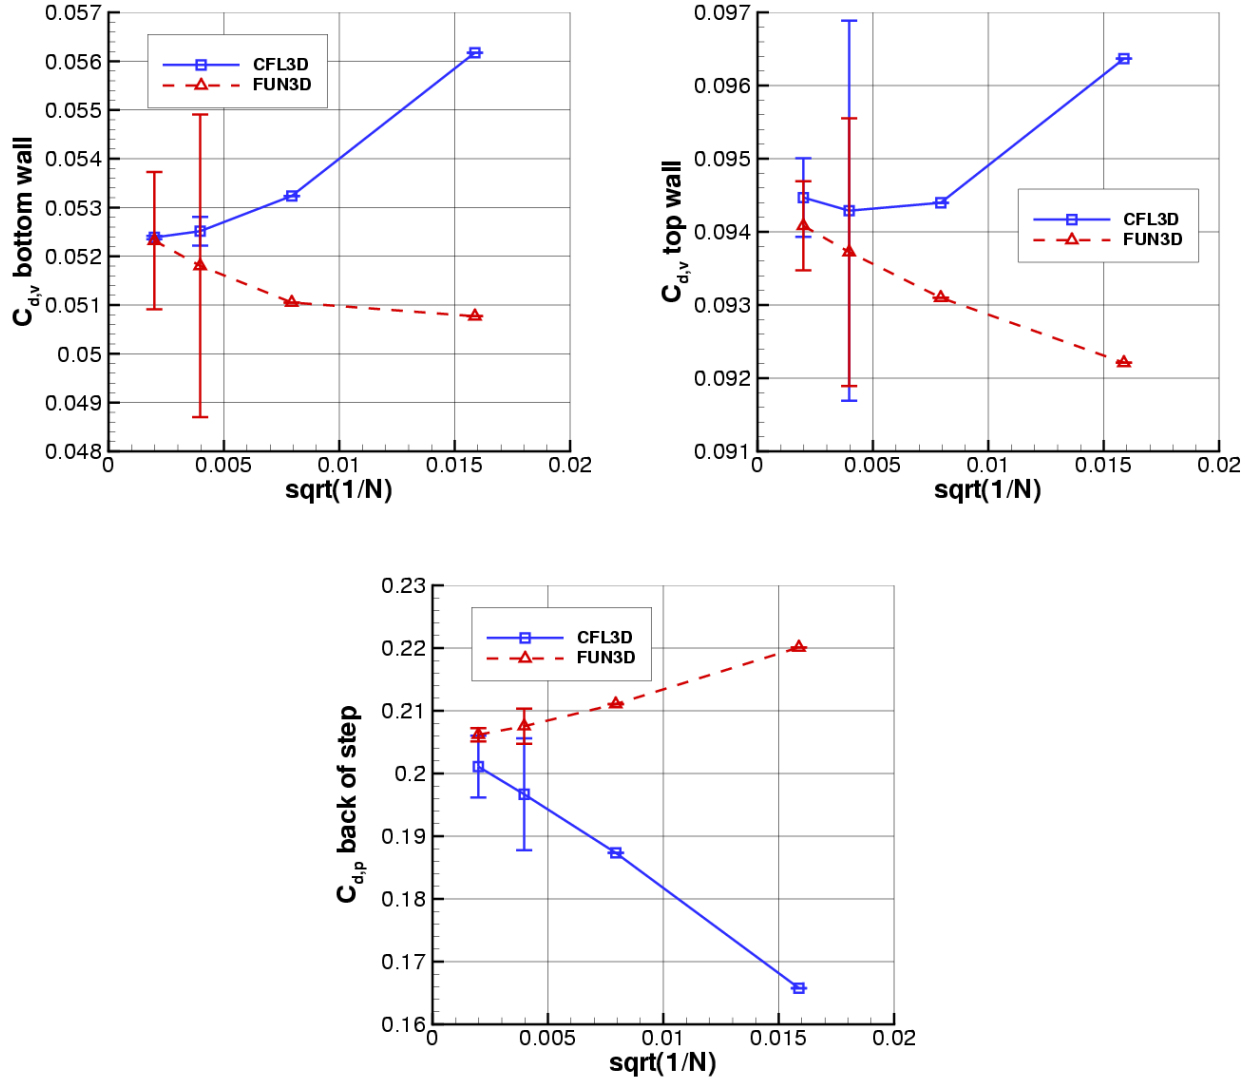 0.057
0.056
0.055
0.054
0.053
0.052
0.051
0.05
0.049
0.048
C_{d,v} bottom wall
CFL3D
FUN3D
0 0.005 0.01 0.015 0.02
sqrt(1/N)
0.097
0.096
0.095
0.094
0.093
0.092
0.091
C_{d,v} top wall
CFL3D
FUN3D
0 0.005 0.01 0.015 0.02
sqrt(1/N)
0.23
0.22
0.21
0.2
0.19
0.18
0.17
0.16
C_{d,p} back of step
CFL3D
FUN3D
0 0.005 0.01 0.015 0.02
sqrt(1/N)